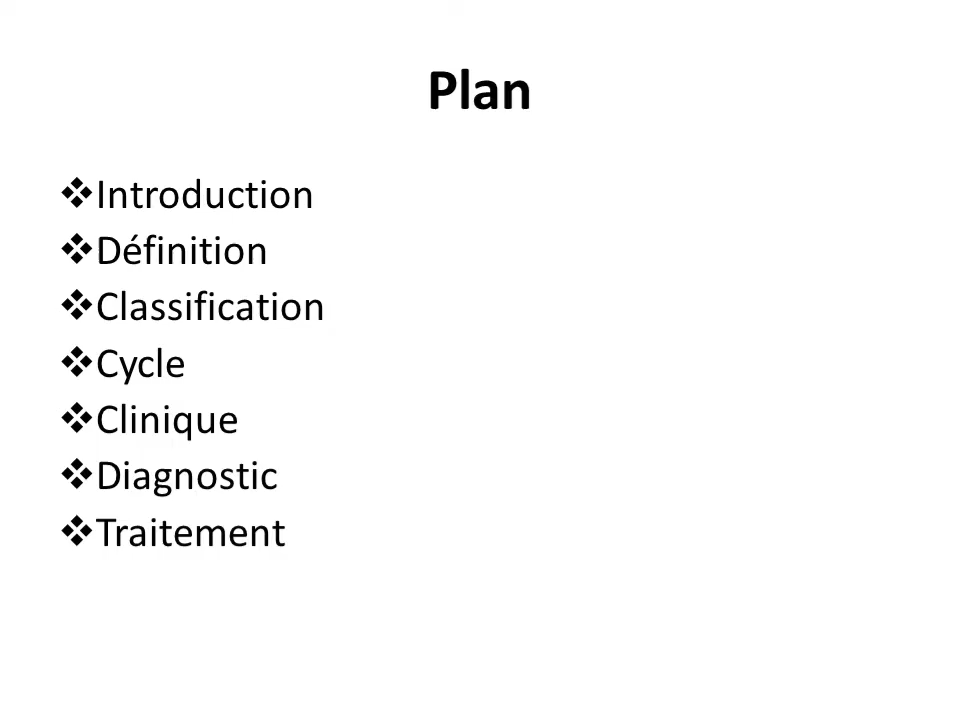 Plan
❖Introduction
❖Définition
❖Classification
❖Cycle
❖Clinique
❖Diagnostic
❖Traitement